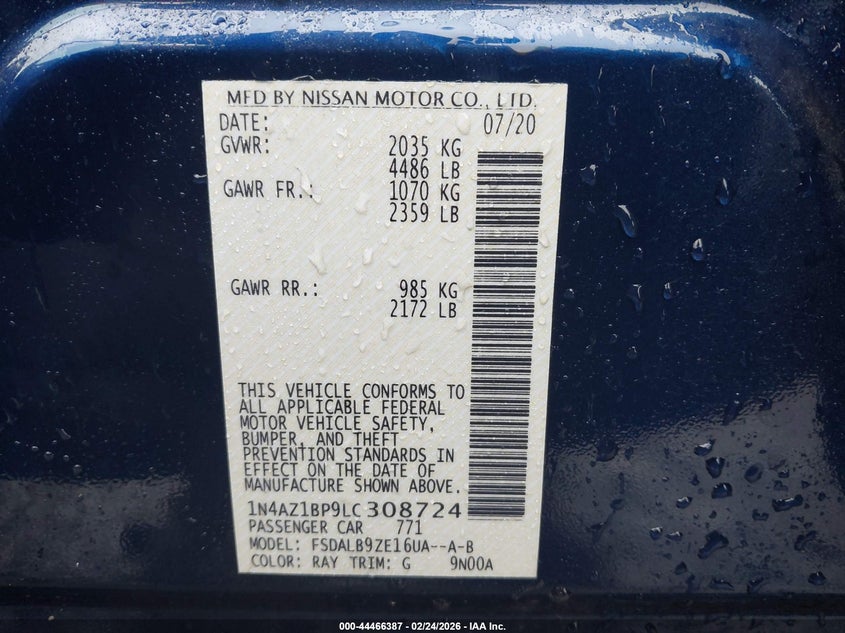 MFD BY NISSAN MOTOR CO., LTD.
DATE: 07/20
GVWR: 2035 KG
4486 LB
GAWR FR.: 1070 KG
2359 LB
GAWR RR.: 985 KG
2172 LB
THIS VEHICLE CONFORMS TO
ALL APPLICABLE FEDERAL
MOTOR VEHICLE SAFETY,
BUMPER, AND THEFT
PREVENTION STANDARDS IN
EFFECT ON THE DATE OF
MANUFACTURE SHOWN ABOVE.
1N4AZ1BP9LC308724
PASSENGER CAR 771
MODEL: FSDALB9ZE16UA--A-B
COLOR: RAY TRIM: G 9N00A
000-44466387 - 02/24/2026 - IAA Inc.